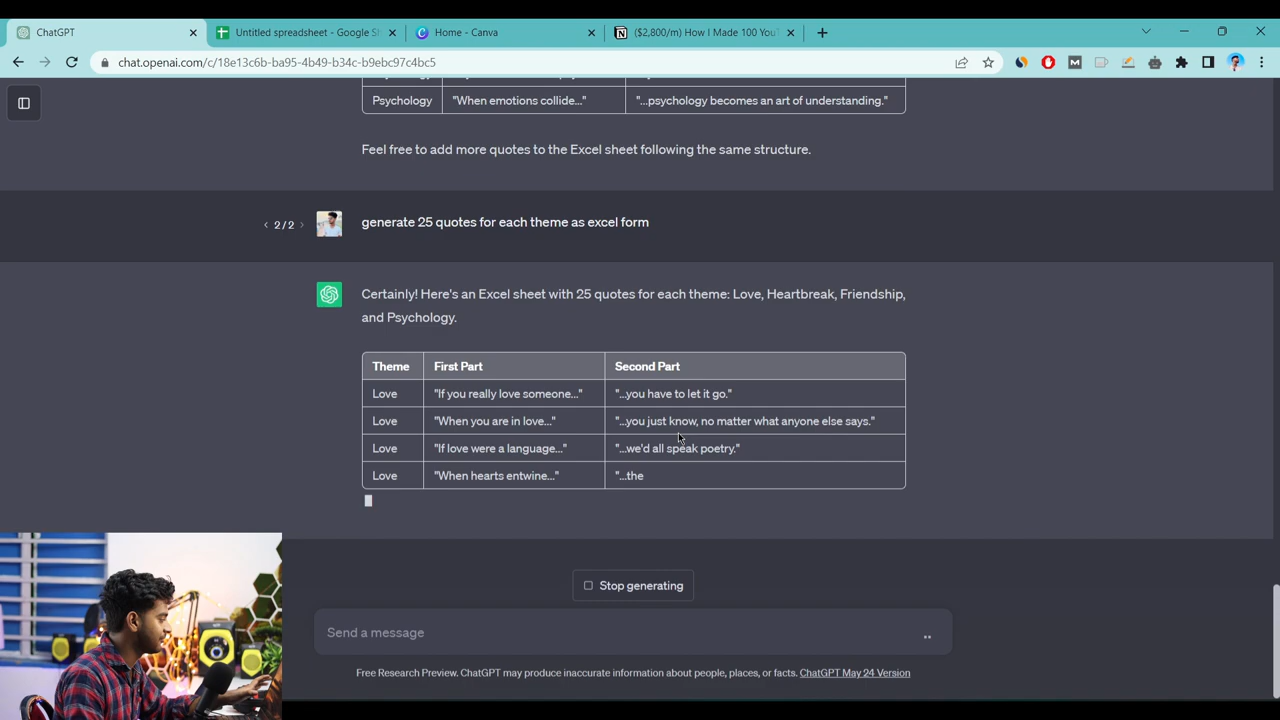 ChatGPT
Untitled spreadsheet - Google Sh
Home - Canva
($2,800/m) How I Made 100 YouT
chat.openai.com/c/18e13c6b-ba95-4b49-b34c-b9ebc97c4bc5
Psychology "When emotions collide..." "...psychology becomes an art of understanding."
Feel free to add more quotes to the Excel sheet following the same structure.
< 2/2 >
generate 25 quotes for each theme as excel form
Certainly! Here's an Excel sheet with 25 quotes for each theme: Love, Heartbreak, Friendship,
and Psychology.
Theme First Part Second Part
Love "If you really love someone..." "...you have to let it go."
Love "When you are in love..." "...you just know, no matter what anyone else says."
Love "If love were a language..." "...we'd all speak poetry."
Love "When hearts entwine..." "...the
Stop generating
Send a message
Free Research Preview. ChatGPT may produce inaccurate information about people, places, or facts. ChatGPT May 24 Version